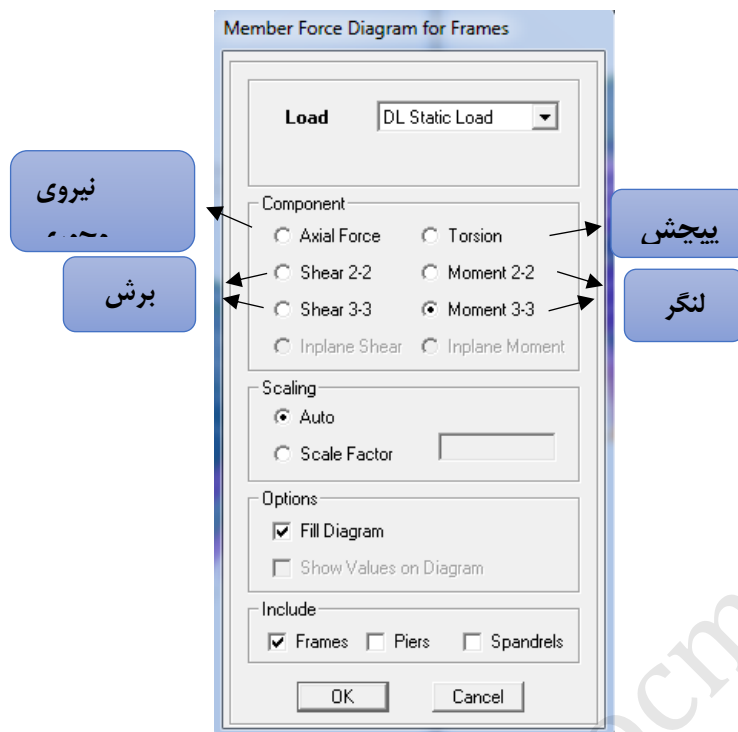 Member Force Diagram for Frames
Load DL Static Load
نیروی
Component
Axial Force Torsion
پیچش
Shear 2-2 Moment 2-2
برش
لنگر
Shear 3-3 Moment 3-3
Inplane Shear Inplane Moment
Scaling
Auto
Scale Factor
Options
Fill Diagram
Show Values on Diagram
Include
Frames Piers Spandrels
OK Cancel